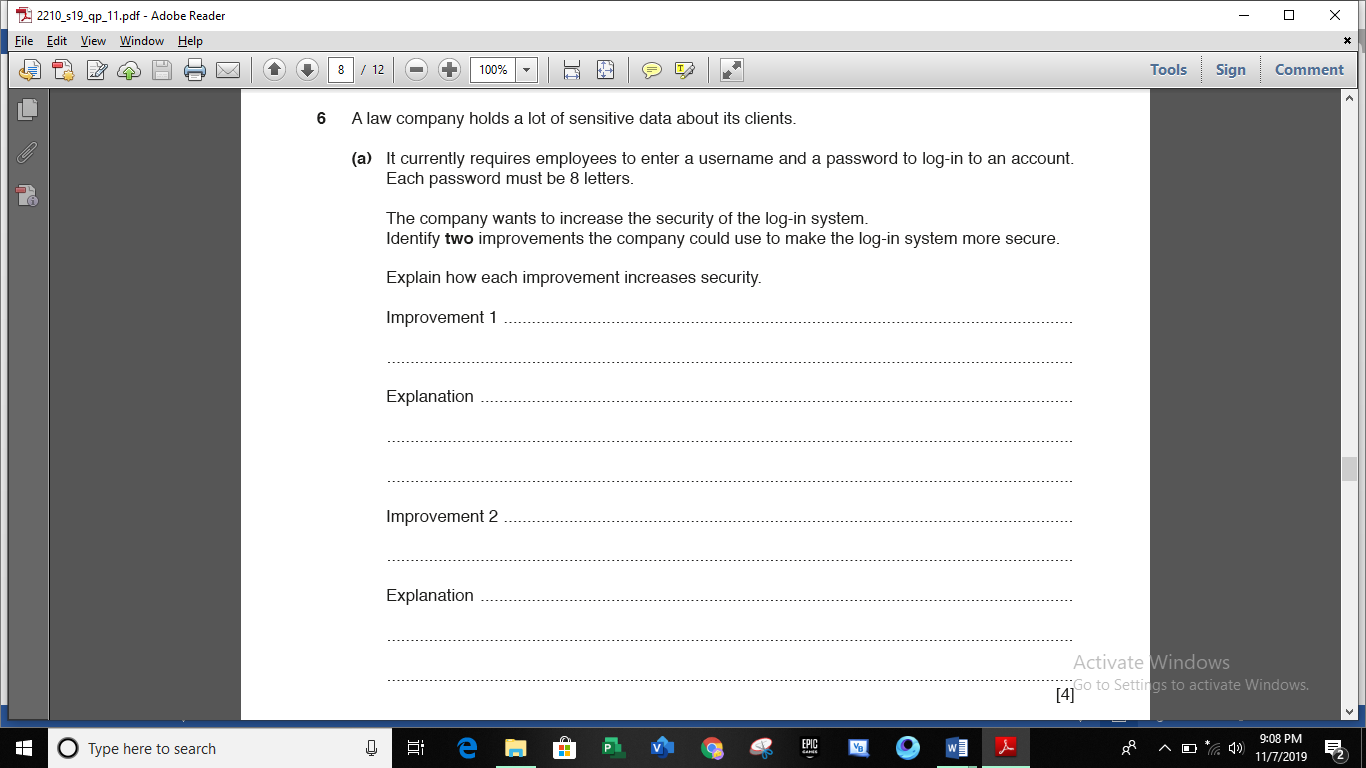 2210_s19_qp_11.pdf - Adobe Reader
File Edit View Window Help
8 / 12 100% Tools Sign Comment
6 A law company holds a lot of sensitive data about its clients.
(a) It currently requires employees to enter a username and a password to log-in to an account.
Each password must be 8 letters.
The company wants to increase the security of the log-in system.
Identify two improvements the company could use to make the log-in system more secure.
Explain how each improvement increases security.
Improvement 1
Explanation
Improvement 2
Explanation
[4]
Activate Windows
Go to Settings to activate Windows.
Type here to search
EPIC GAMES
9:08 PM
11/7/2019
2